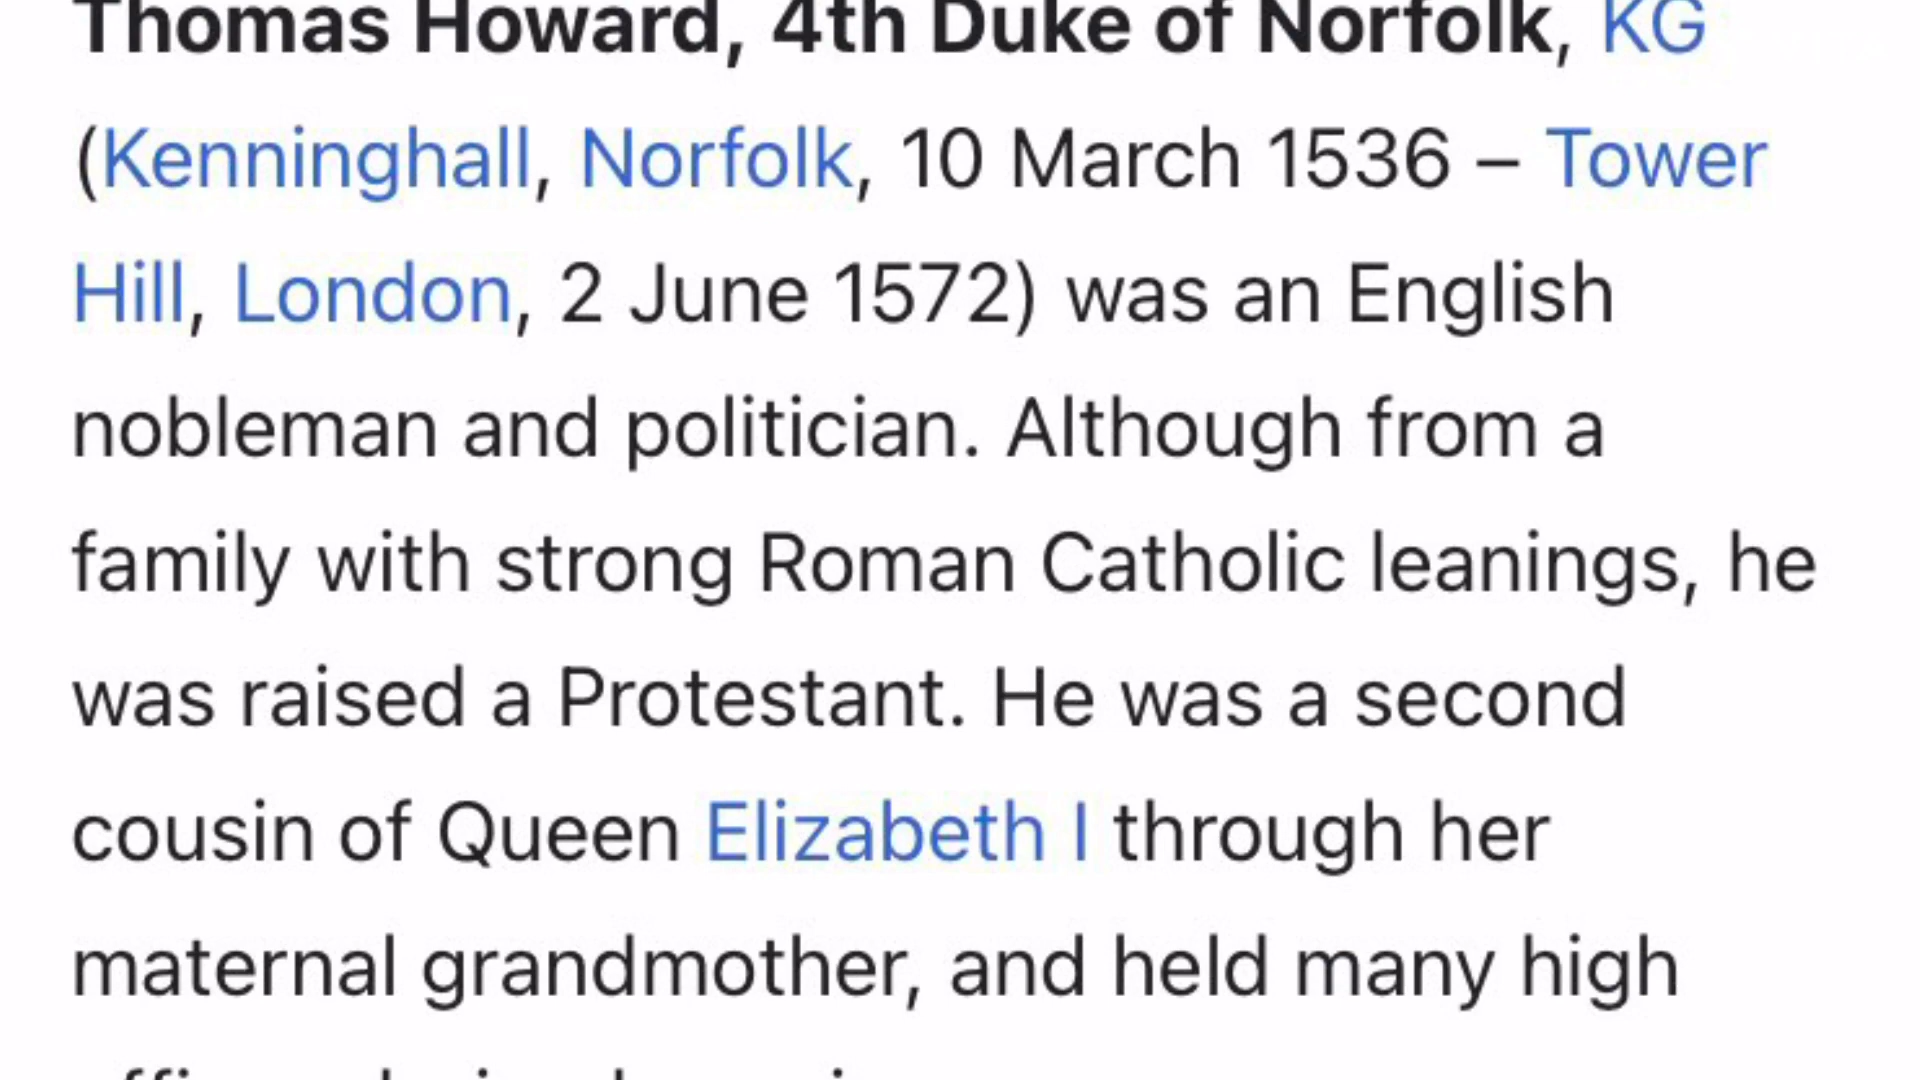 Thomas Howard, 4th Duke of Norfolk, KG
(Kenninghall, Norfolk, 10 March 1536 – Tower
Hill, London, 2 June 1572) was an English
nobleman and politician. Although from a
family with strong Roman Catholic leanings, he
was raised a Protestant. He was a second
cousin of Queen Elizabeth I through her
maternal grandmother, and held many high